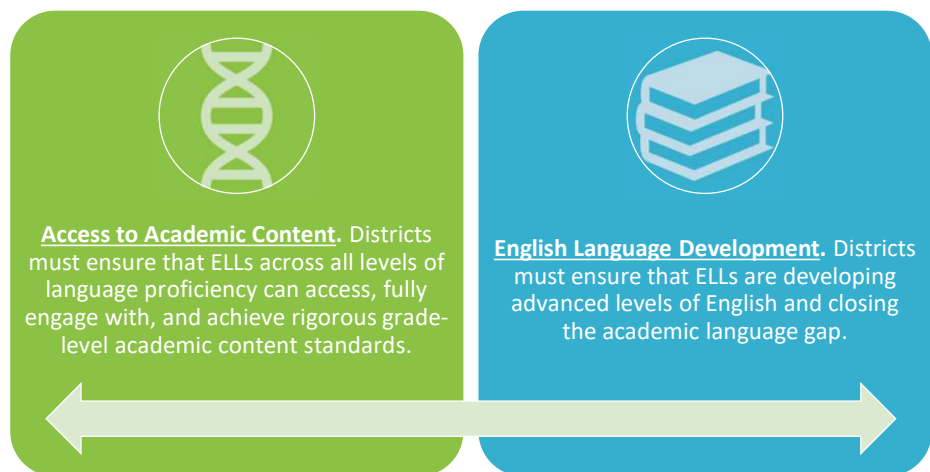 Access to Academic Content. Districts
must ensure that ELLs across all levels of
language proficiency can access, fully
engage with, and achieve rigorous grade-
level academic content standards.
English Language Development. Districts
must ensure that ELLs are developing
advanced levels of English and closing
the academic language gap.